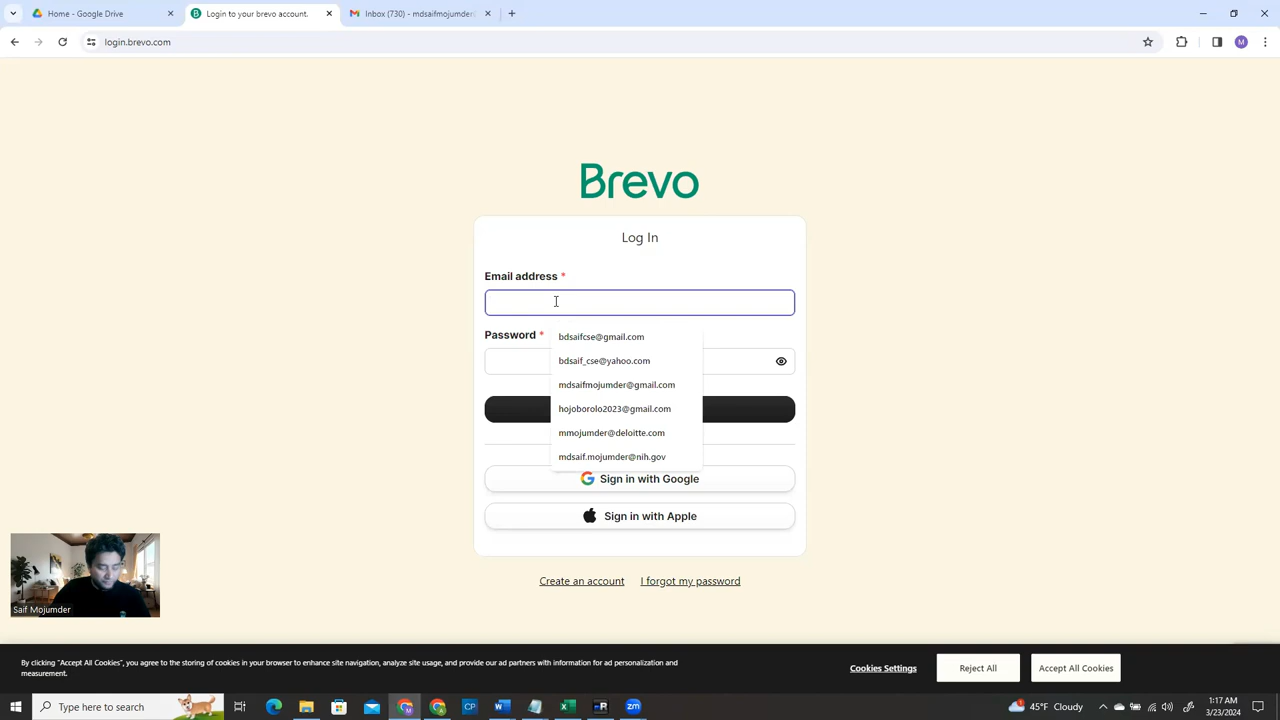 Home - Google Drive
Login to your Brevo account.
Inbox (730) - mdsaifmojumder
login.brevo.com
M
Brevo
Log In
Email address *
Password *
bdsaifcse@gmail.com
bdsaif_cse@yahoo.com
mdsaifmojumder@gmail.com
hojoborolo2023@gmail.com
mmojumder@deloitte.com
mdsaif.mojumder@nih.gov
Sign in with Google
Sign in with Apple
Create an account
I forgot my password
Saif Mojumder
By clicking "Accept All Cookies", you agree to the storing of cookies in your browser to enhance site navigation, analyze site usage, and provide our ad partners with information for ad personalization and
measurement.
Cookies Settings
Reject All
Accept All Cookies
Type here to search
CP
zm
45°F Cloudy
1:17 AM
3/23/2024